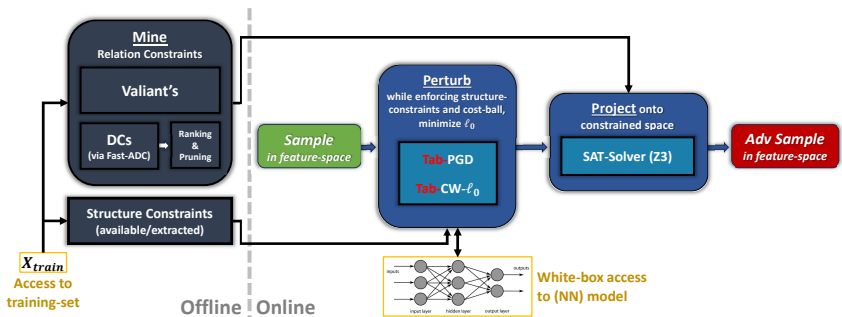 Mine
Relation Constraints
Valiant's
DCs
(via Fast-ADC)
Ranking
&
Pruning
Structure Constraints
(available/extracted)
X_train
Access to
training-set
Offline
Online
Sample
in feature-space
Perturb
while enforcing structure-
constraints and cost-ball,
minimize ℓ₀
Tab-PGD
Tab-CW-ℓ₀
inputs
outputs
input layer
hidden layer
output layer
White-box access
to (NN) model
Project onto
constrained space
SAT-Solver (Z3)
Adv Sample
in feature-space